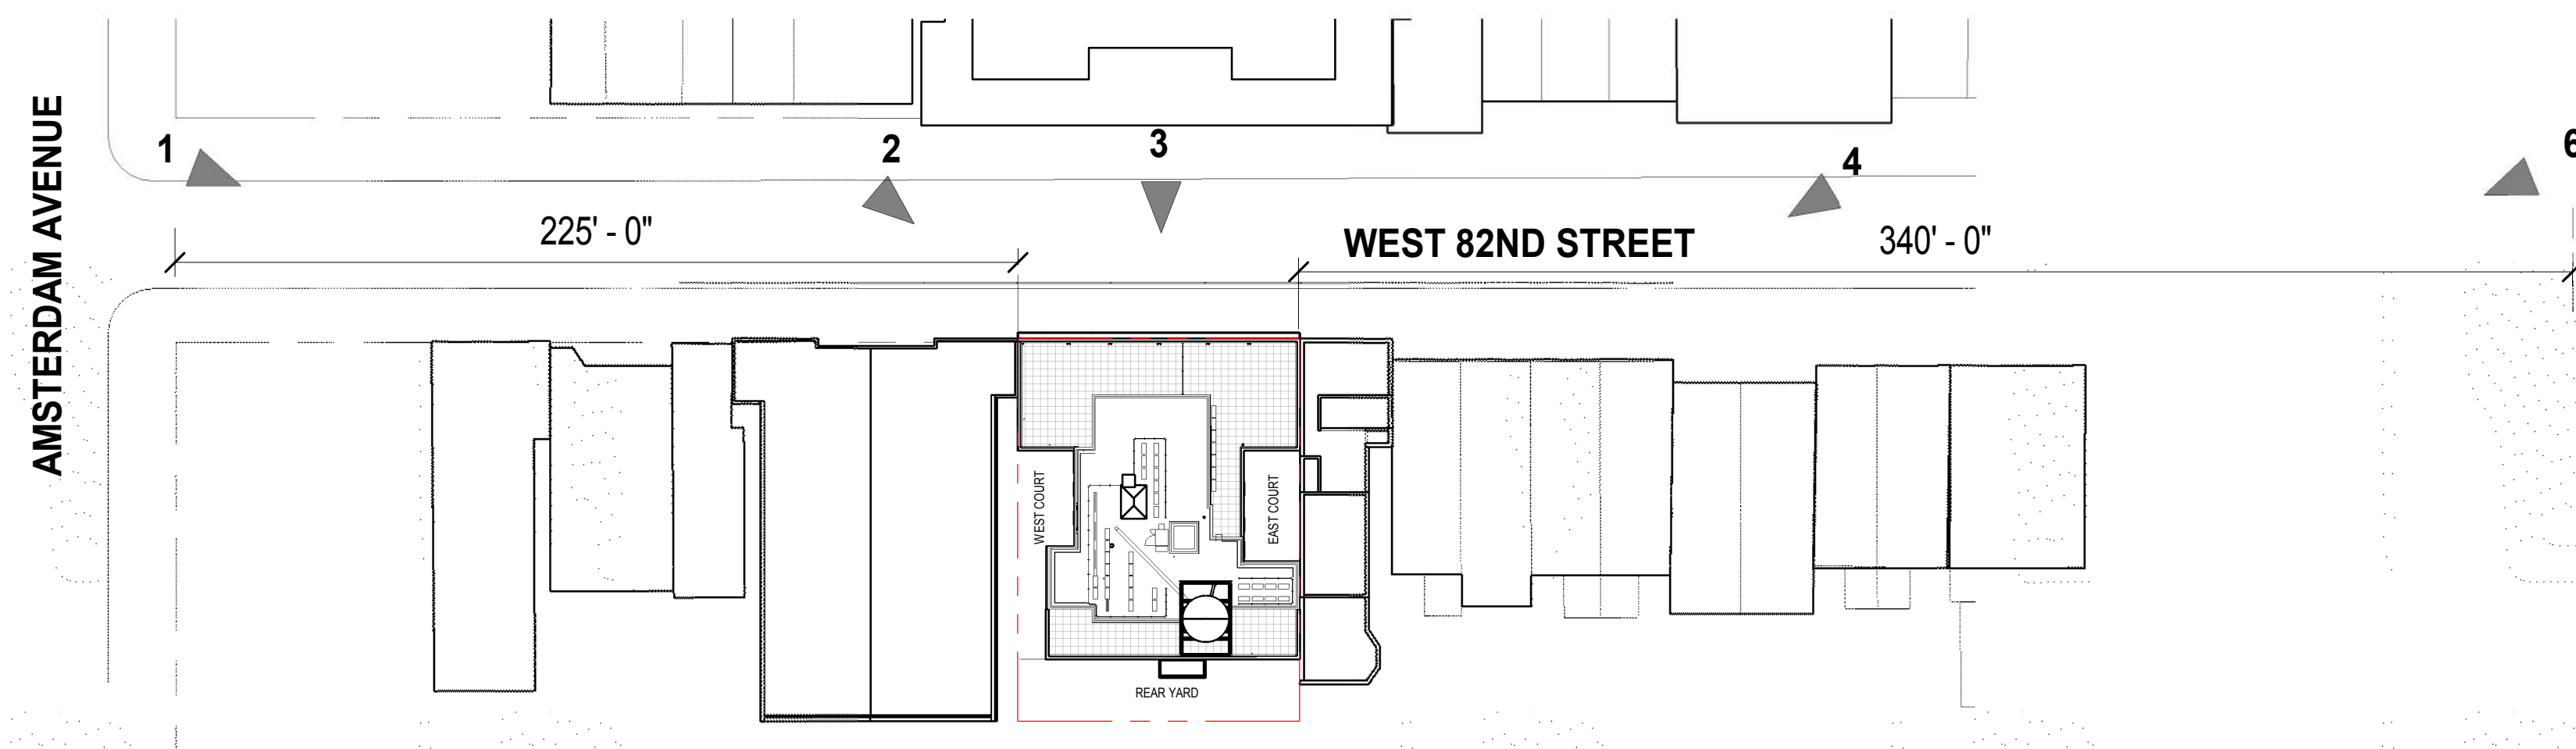 AMSTERDAM AVENUE
1
2
3
4
6
225' - 0"
WEST 82ND STREET
340' - 0"
WEST COURT
EAST COURT
REAR YARD